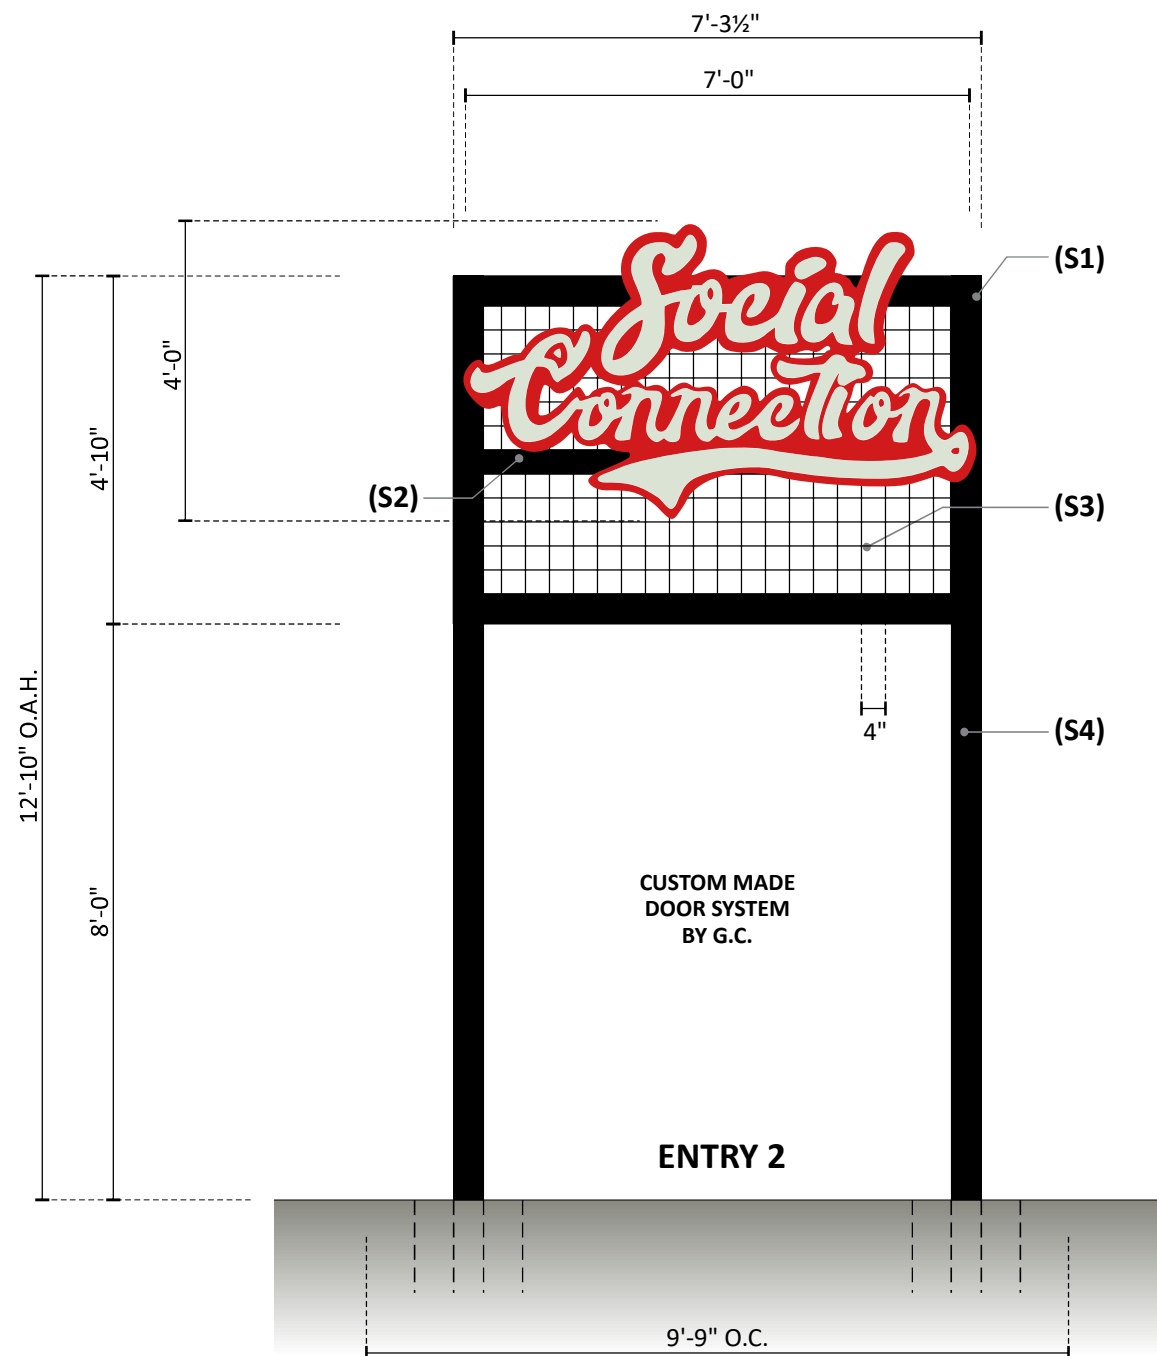 7'-3½"
7'-0"
Social
Connection
(S1)
4'-0"
4'-10"
(S2)
(S3)
12'-10" O.A.H.
4"
(S4)
8'-0"
CUSTOM MADE
DOOR SYSTEM
BY G.C.
ENTRY 2
9'-9" O.C.